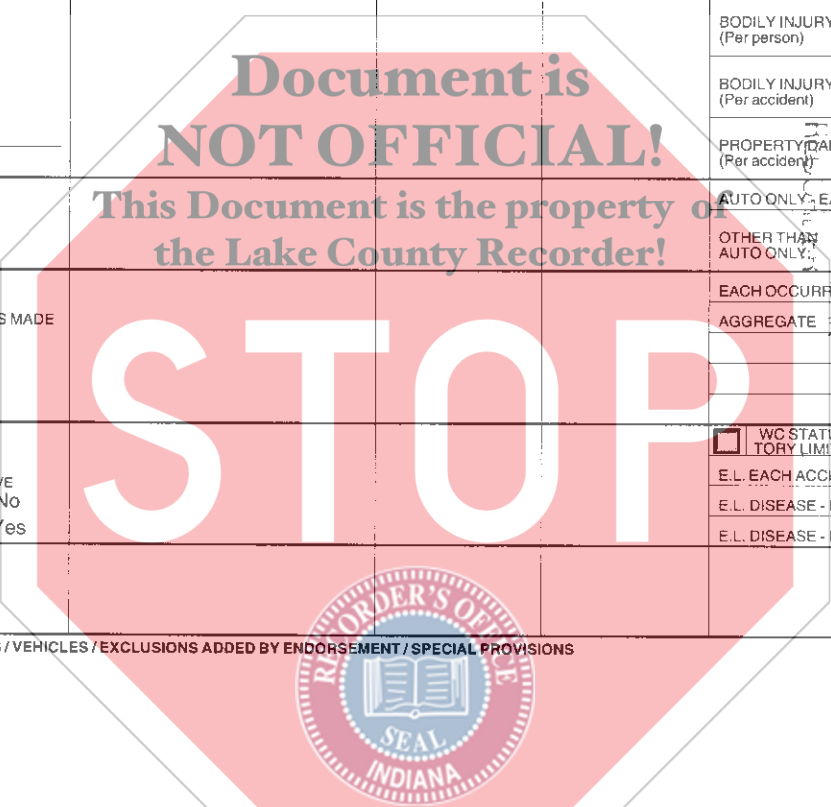 BODILY INJURY
(Per person)
Document is
BODILY INJURY
(Per accident)
NOT OFFICIAL!
PROPERTY
(Per accident)
This Document is the property of
AUTO ONLY
the Lake County Recorder!
OTHER THAN
AUTO ONLY:
EACH OCCURR
S MADE
AGGREGATE
STOP
WC STATU
TORY LIMI
E.L. EACH ACCI
VE
No
E.L. DISEASE -
Yes
E.L. DISEASE -
/ VEHICLES / EXCLUSIONS ADDED BY ENDORSEMENT / SPECIAL PROVISIONS
RECORDER'S OFFICE
SEAL
INDIANA